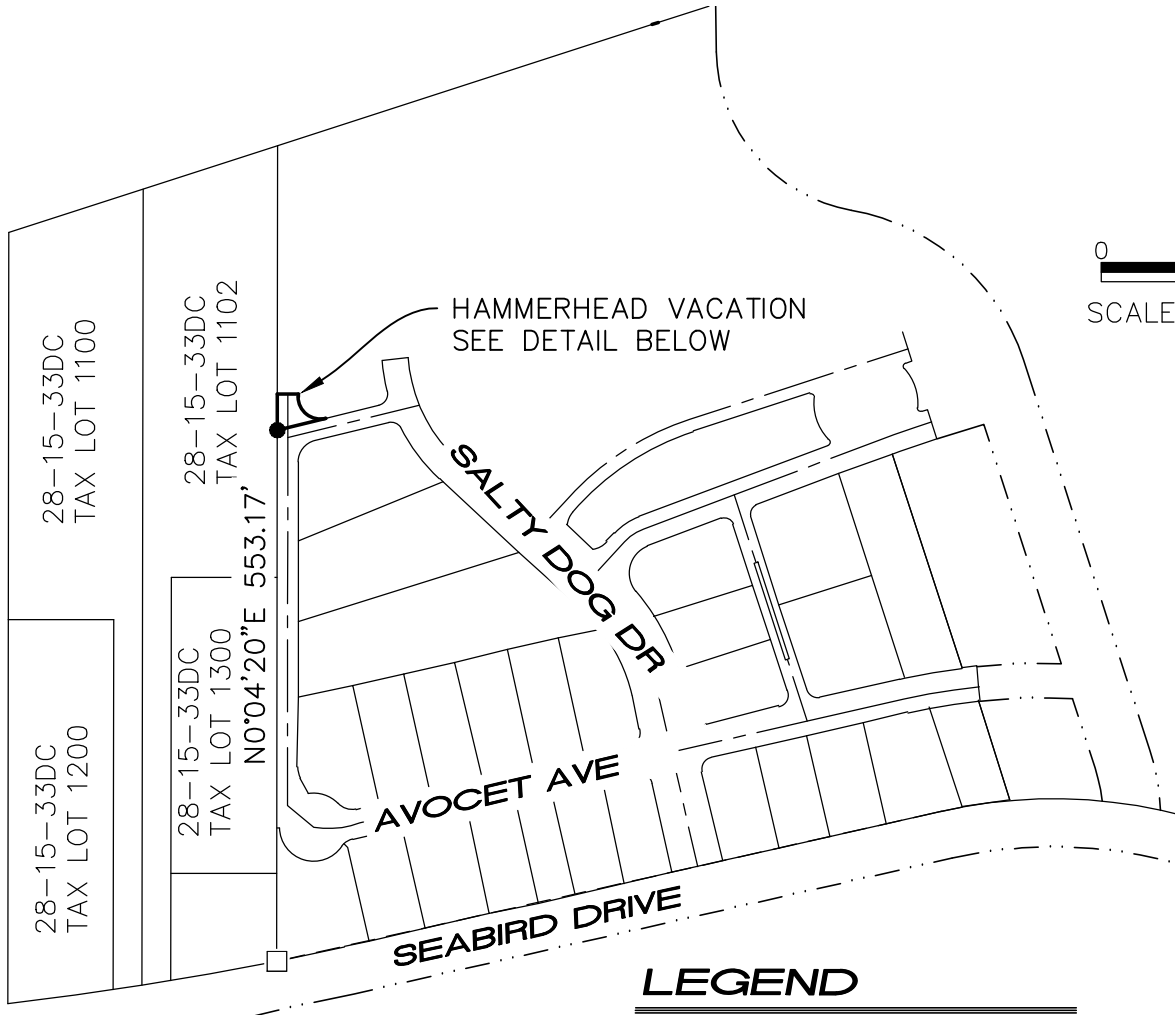 0
SCALE
HAMMERHEAD VACATION
SEE DETAIL BELOW
28-15-33DC
TAX LOT 1100
28-15-33DC
TAX LOT 1102
N0°04'20"E 553.17'
28-15-33DC
TAX LOT 1300
28-15-33DC
TAX LOT 1200
SALTY DOG DR
AVOCET AVE
SEABIRD DRIVE
LEGEND